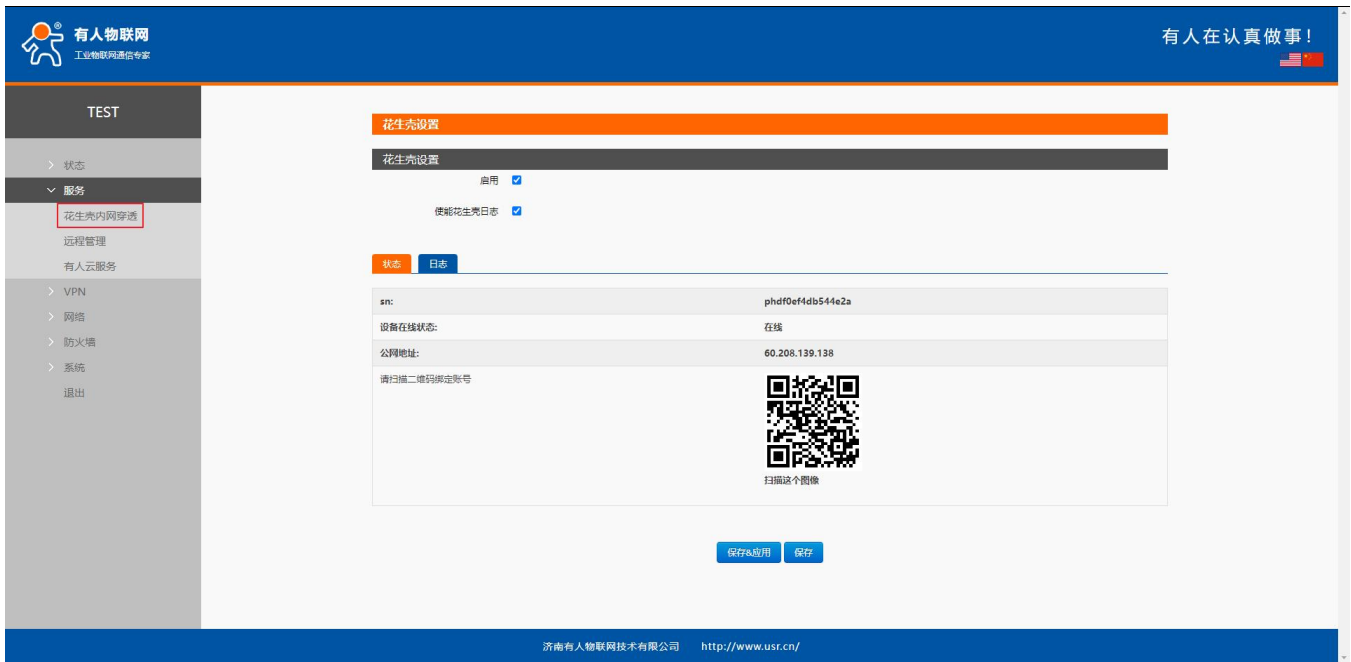 有人物联网
工业物联网通信专家
有人在认真做事！
TEST
状态
服务
花生壳内网穿透
远程管理
有人云服务
VPN
网络
防火墙
系统
退出
花生壳设置
花生壳设置
启用
使能花生壳日志
状态 日志
sn: phdf0ef4db544e2a
设备在线状态: 在线
公网地址: 60.208.139.138
请扫描二维码绑定账号
扫描这个图像
保存&应用 保存
济南有人物联网技术有限公司 http://www.usr.cn/